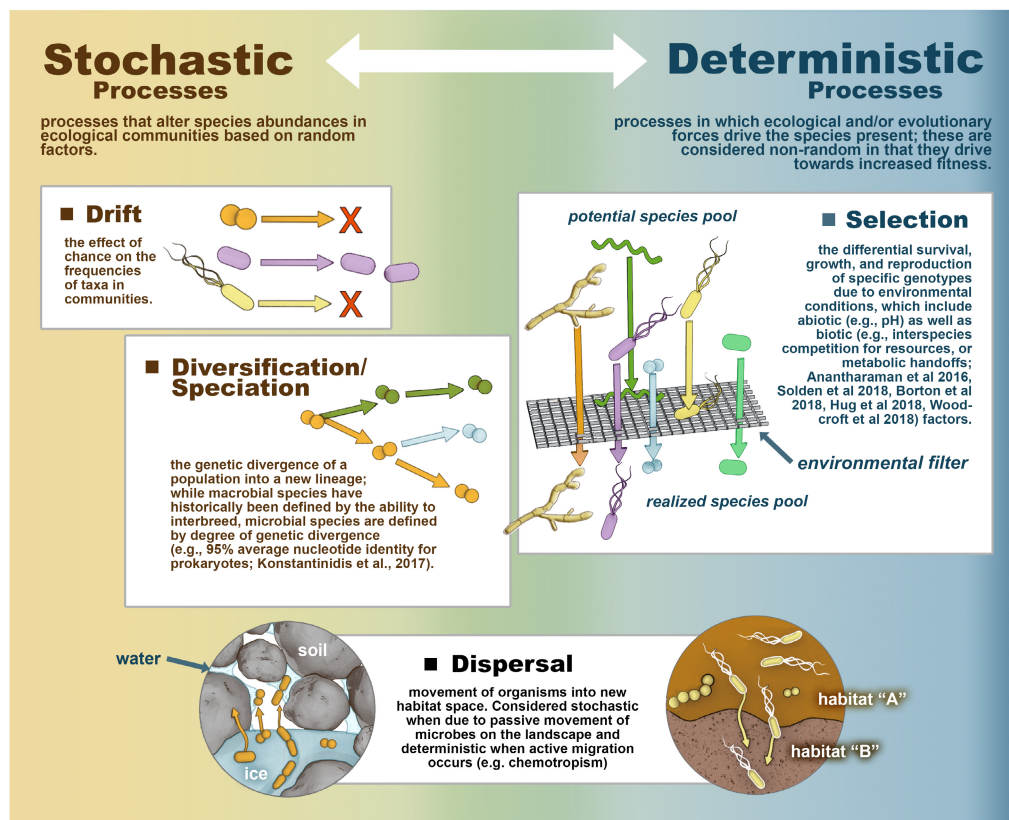 Stochastic
Processes
processes that alter species abundances in
ecological communities based on random
factors.
Deterministic
Processes
processes in which ecological and/or evolutionary
forces drive the species present; these are
considered non-random in that they drive
towards increased fitness.
■ Drift
the effect of
chance on the
frequencies
of taxa in
communities.
X
X
■ Diversification/
Speciation
the genetic divergence of a
population into a new lineage;
while macrobial species have
historically been defined by the ability to
interbreed, microbial species are defined
by degree of genetic divergence
(e.g., 95% average nucleotide identity for
prokaryotes; Konstantinidis et al., 2017).
potential species pool
■ Selection
the differential survival,
growth, and reproduction
of specific genotypes
due to environmental
conditions, which include
abiotic (e.g., pH) as well as
biotic (e.g., interspecies
competition for resources, or
metabolic handoffs;
Anantharaman et al 2016,
Solden et al 2018, Borton et al
2018, Hug et al 2018, Wood-
croft et al 2018) factors.
environmental filter
realized species pool
water
soil
ice
■ Dispersal
movement of organisms into new
habitat space. Considered stochastic
when due to passive movement of
microbes on the landscape and
deterministic when active migration
occurs (e.g. chemotropism)
habitat “A”
habitat “B”